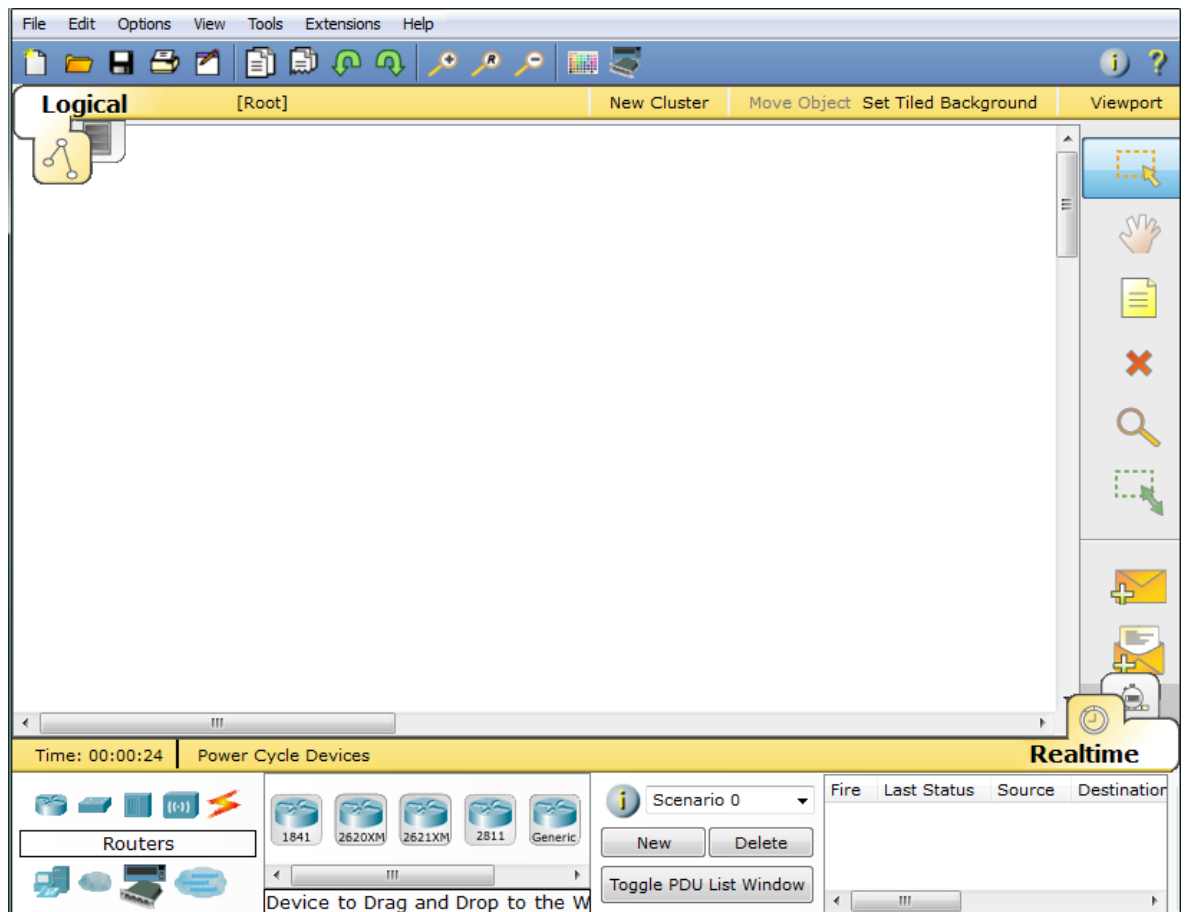 File Edit Options View Tools Extensions Help
R
i ?
Logical [Root] New Cluster Move Object Set Tiled Background Viewport
Time: 00:00:24 Power Cycle Devices Realtime
Routers
1841 2620XM 2621XM 2811 Generic
Device to Drag and Drop to the W
i Scenario 0
New Delete
Toggle PDU List Window
Fire Last Status Source Destination